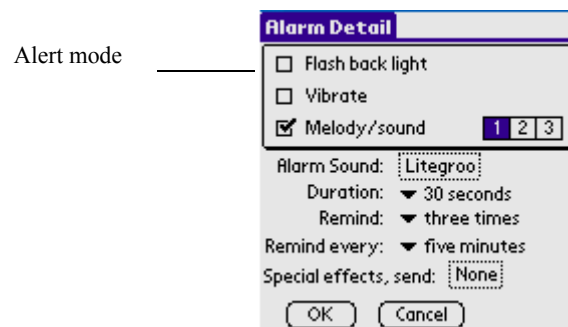 Alarm Detail
Alert mode
Flash back light
Vibrate
Melody/sound 1 2 3
Alarm Sound: Litegroo
Duration: 30 seconds
Remind: three times
Remind every: five minutes
Special effects, send: None
OK Cancel